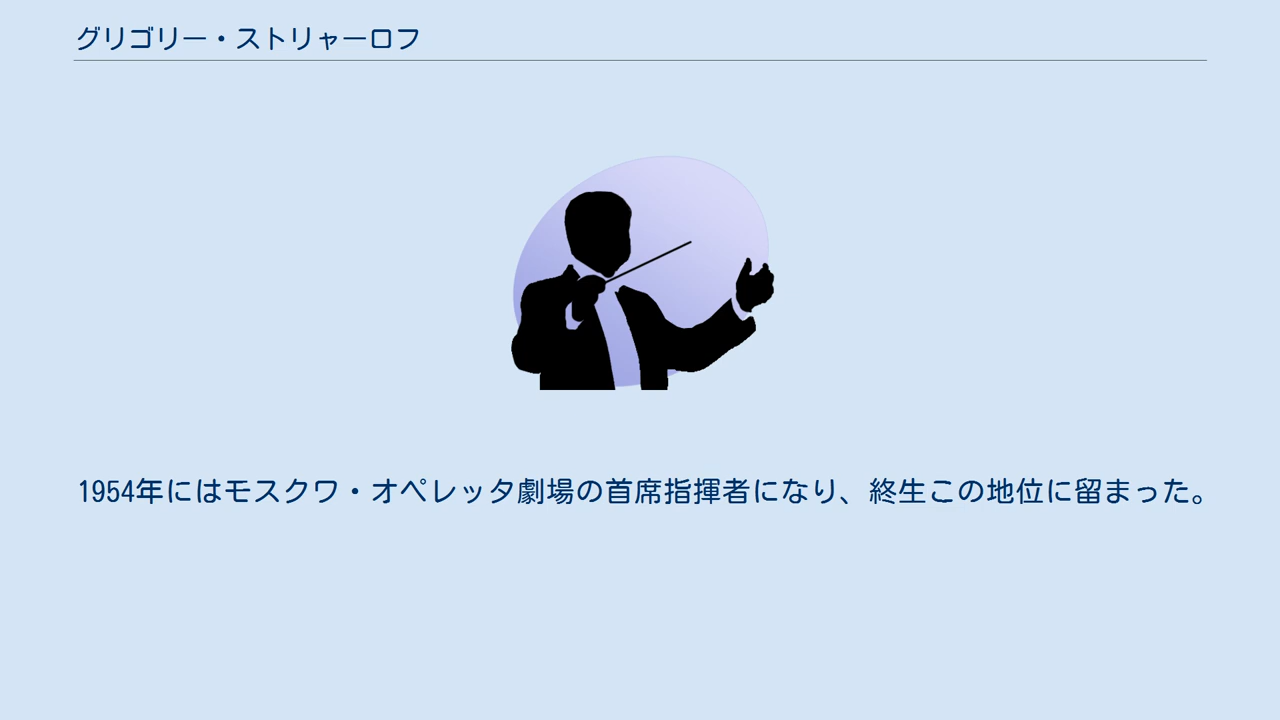 グリゴリー・ストリャーロフ
1954年にはモスクワ・オペレッタ劇場の首席指揮者になり、終生この地位に留まった。